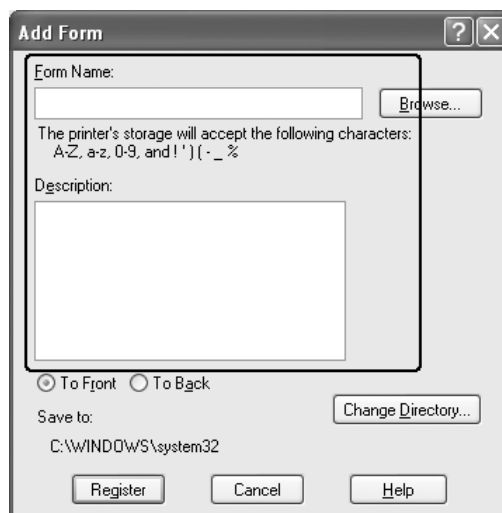 Add Form
Form Name:
Browse...
The printer's storage will accept the following characters:
A-Z, a-z, 0-9, and ! ' ) ( - _ %
Description:
To Front To Back
Change Directory...
Save to:
C:\WINDOWS\system32
Register Cancel Help